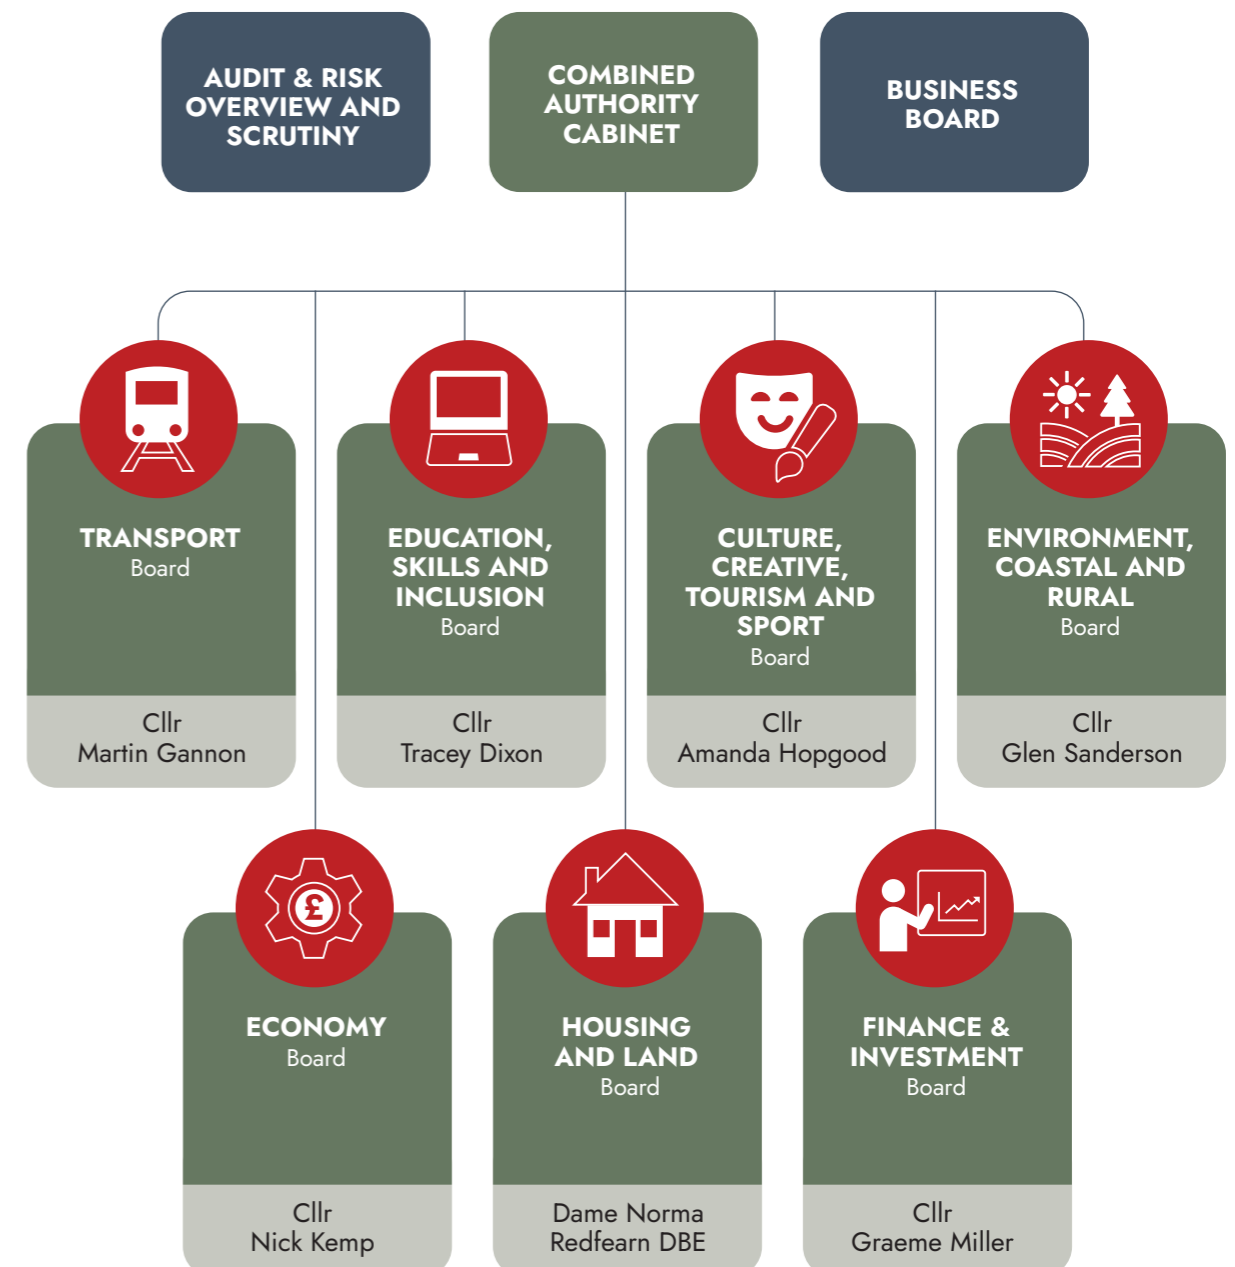 AUDIT & RISK
OVERVIEW AND
SCRUTINY
COMBINED
AUTHORITY
CABINET
BUSINESS
BOARD
TRANSPORT
Board
Cllr
Martin Gannon
EDUCATION,
SKILLS AND
INCLUSION
Board
Cllr
Tracey Dixon
CULTURE,
CREATIVE,
TOURISM AND
SPORT
Board
Cllr
Amanda Hopgood
ENVIRONMENT,
COASTAL AND
RURAL
Board
Cllr
Glen Sanderson
£
ECONOMY
Board
Cllr
Nick Kemp
HOUSING
AND LAND
Board
Dame Norma
Redfearn DBE
FINANCE &
INVESTMENT
Board
Cllr
Graeme Miller